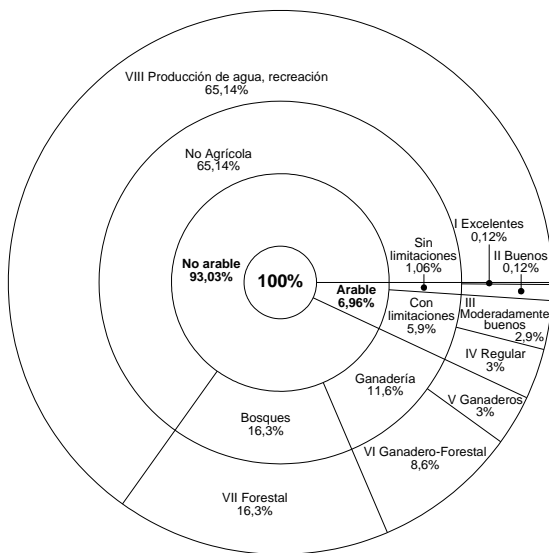 VIII Producción de agua, recreación
65,14%
No Agrícola
65,14%
I Excelentes
0,12%
Sin
limitaciones
1,06%
II Buenos
0,12%
No arable
93,03%
100%
Arable
6,96%
Con
limitaciones
5,9%
III
Moderadamente
buenos
2,9%
IV Regular
3%
Ganadería
11,6%
V Ganaderos
3%
Bosques
16,3%
VI Ganadero-Forestal
8,6%
VII Forestal
16,3%